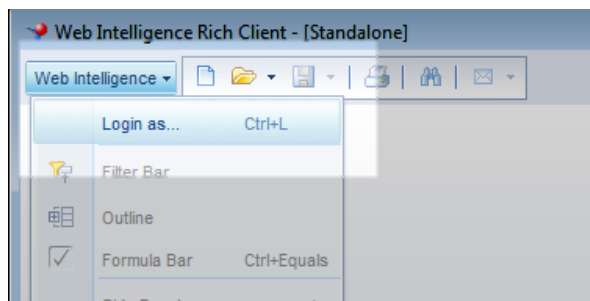 Web Intelligence Rich Client - [Standalone]
Web Intelligence
Login as... Ctrl+L
Filter Bar
Outline
Formula Bar Ctrl+Equals